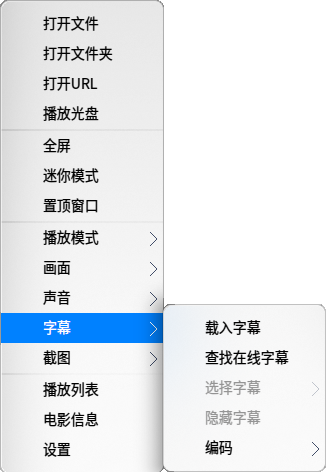 打开文件
打开文件夹
打开URL
播放光盘
全屏
迷你模式
置顶窗口
播放模式
画面
声音
字幕
截图
播放列表
电影信息
设置
载入字幕
查找在线字幕
选择字幕
隐藏字幕
编码